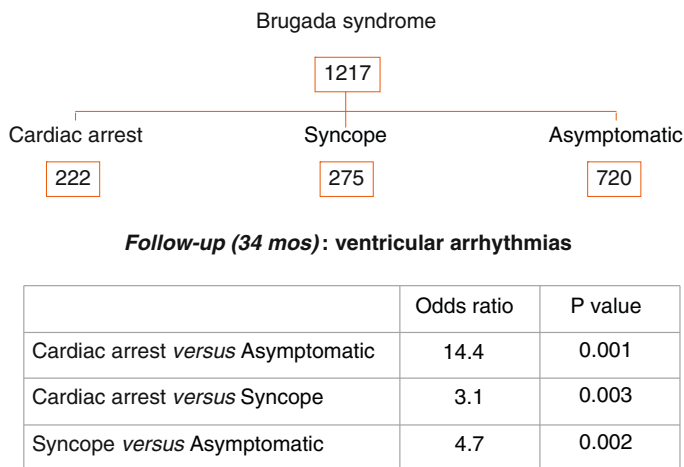 Brugada syndrome
1217
Cardiac arrest Syncope Asymptomatic
222 275 720
Follow-up (34 mos): ventricular arrhythmias
Odds ratio P value
Cardiac arrest versus Asymptomatic 14.4 0.001
Cardiac arrest versus Syncope 3.1 0.003
Syncope versus Asymptomatic 4.7 0.002